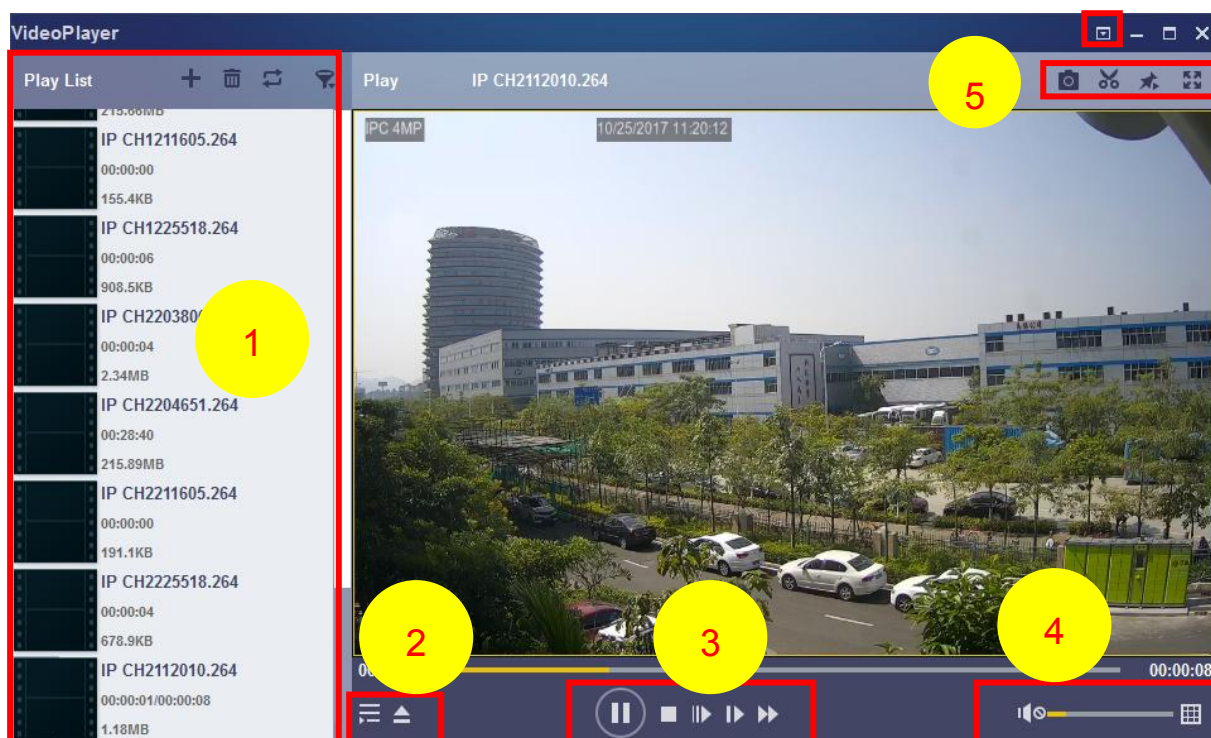 VideoPlayer
Play List
Play IP CH2112010.264
5
215.66MB
IP CH1211605.264
00:00:00
155.4KB
IP CH1225518.264
00:00:06
908.5KB
00:00:04
2.34MB
1
IP CH2204651.264
00:28:40
215.89MB
IP CH2211605.264
00:00:00
191.1KB
IP CH2225518.264
00:00:04
678.9KB
IP CH2112010.264
00:00:01/00:00:08
1.18MB
IPC 4MP
10/25/2017 11:20:12
2
3
4
00:00:08